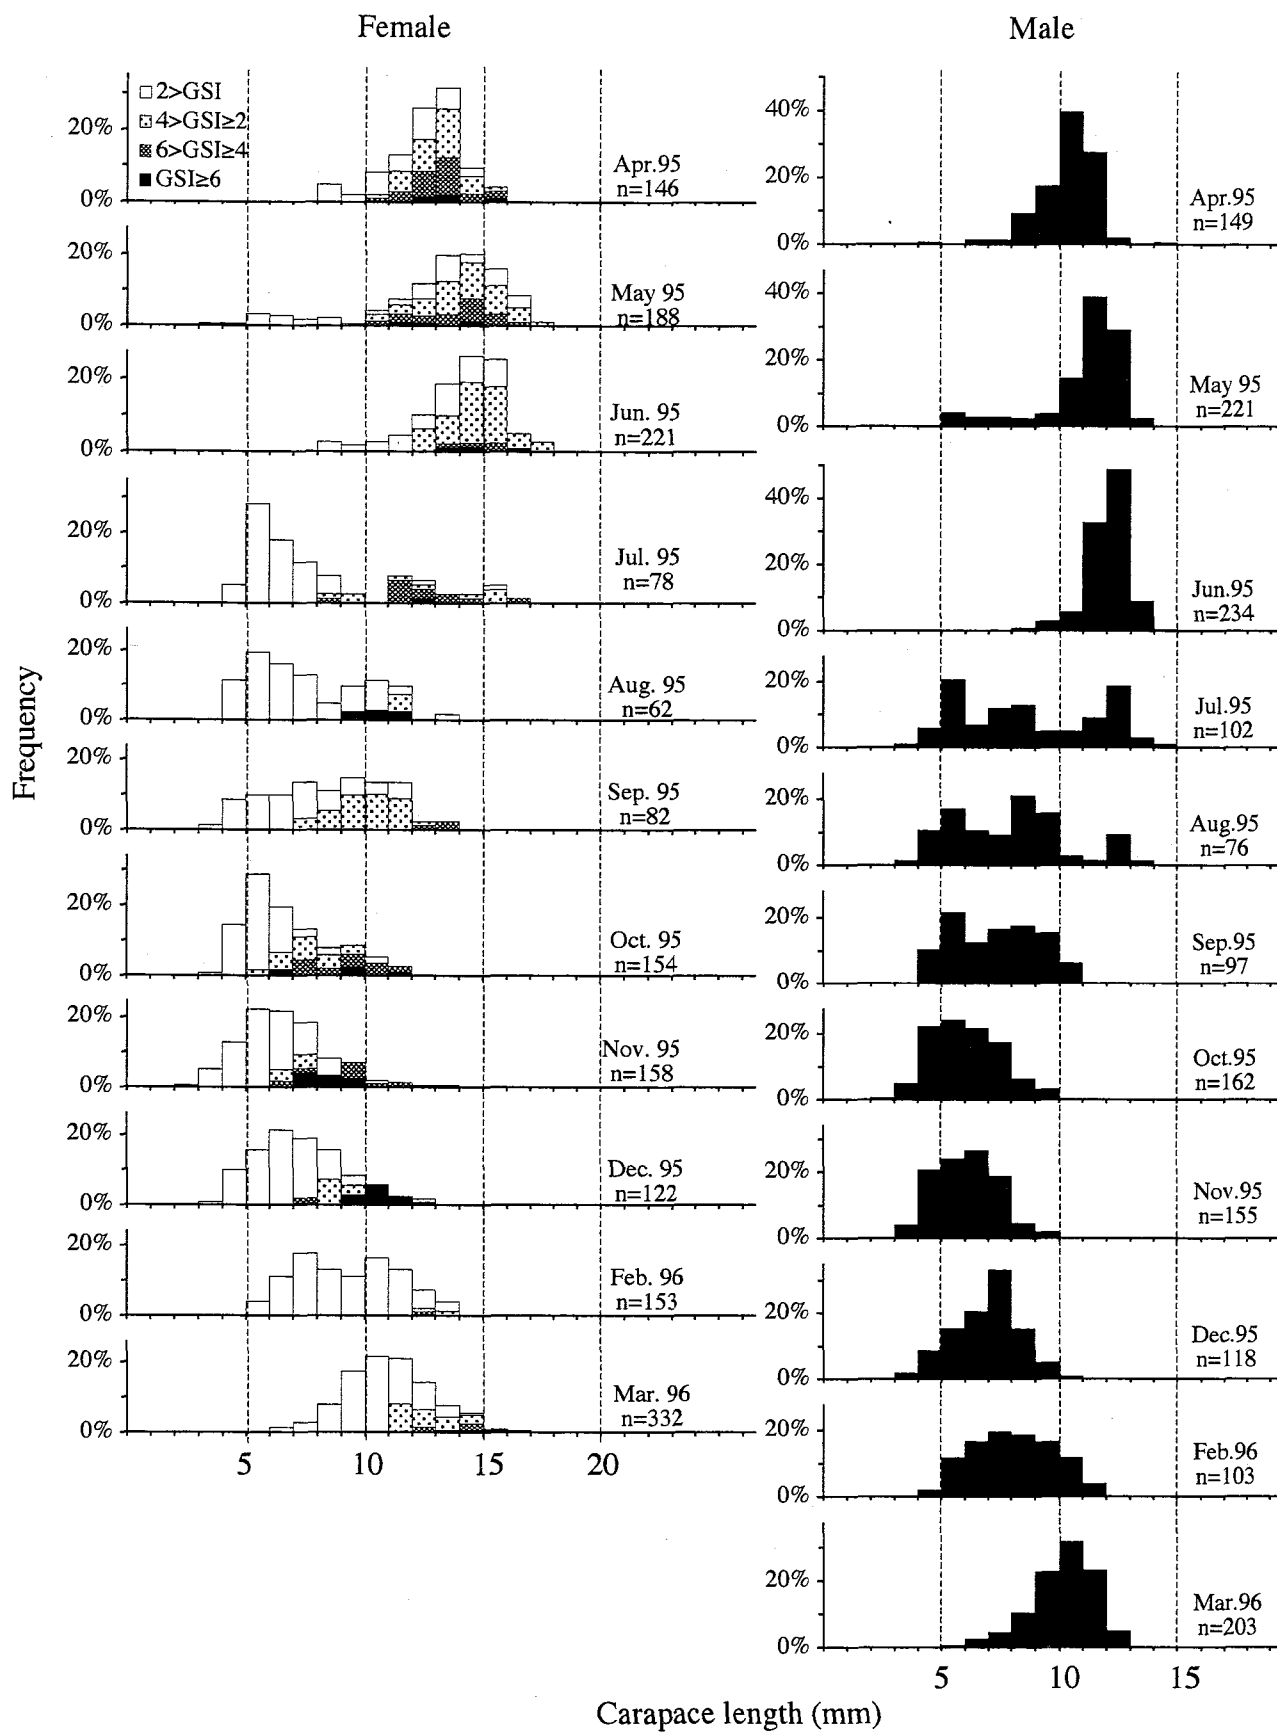 Female
Male
2>GSI
4>GSI≥2
6>GSI≥4
GSI≥6
20%
0%
Apr.95
n=146
20%
0%
May 95
n=188
20%
0%
Jun. 95
n=221
20%
0%
Jul. 95
n=78
20%
0%
Aug. 95
n=62
20%
0%
Sep. 95
n=82
20%
0%
Oct. 95
n=154
20%
0%
Nov. 95
n=158
20%
0%
Dec. 95
n=122
20%
0%
Feb. 96
n=153
20%
0%
Mar. 96
n=332
5 10 15 20
Frequency
40%
20%
0%
Apr.95
n=149
40%
20%
0%
May 95
n=221
40%
20%
0%
Jun.95
n=234
20%
0%
Jul.95
n=102
20%
0%
Aug.95
n=76
20%
0%
Sep.95
n=97
20%
0%
Oct.95
n=162
20%
0%
Nov.95
n=155
20%
0%
Dec.95
n=118
20%
0%
Feb.96
n=103
20%
0%
Mar.96
n=203
5 10 15
Carapace length (mm)